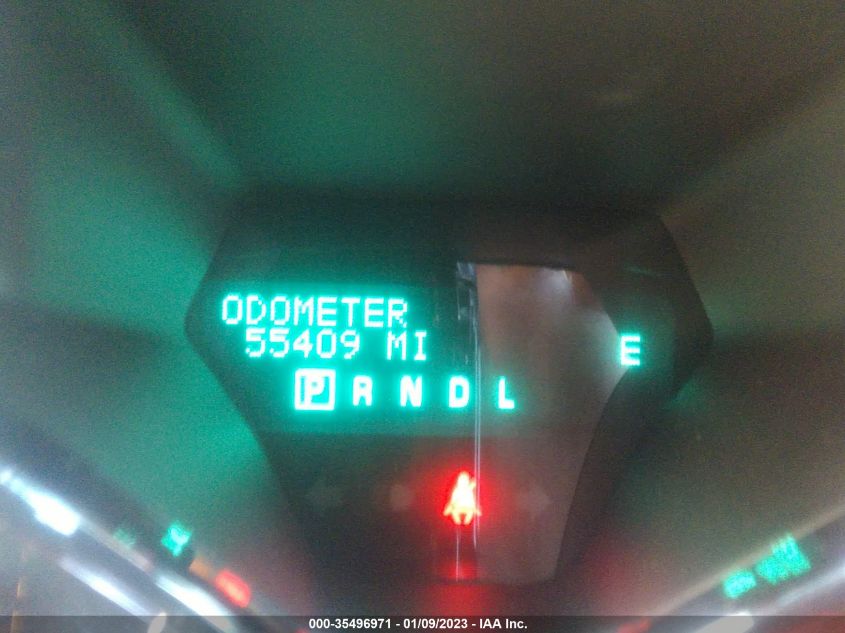 ODOMETER
55409 MI
E
P R N D L
000-35496971 - 01/09/2023 - IAA Inc.